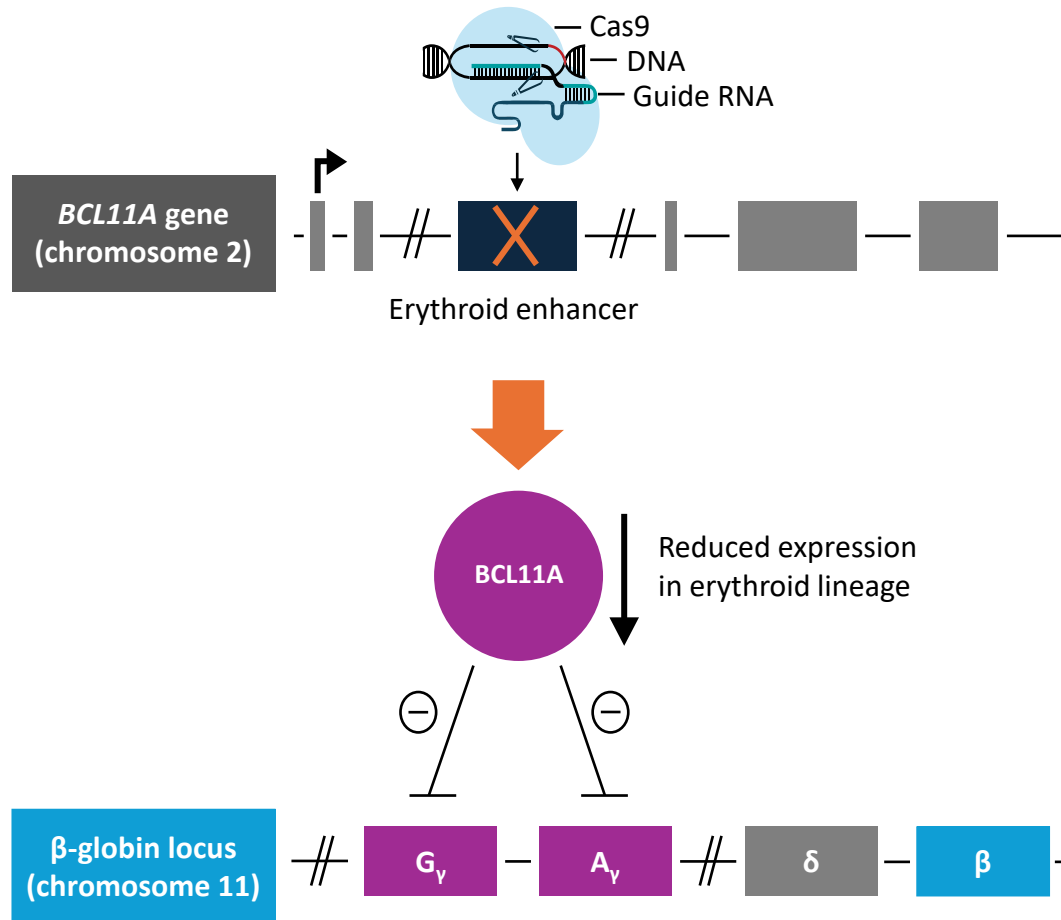 Cas9
DNA
Guide RNA
BCL11A gene
(chromosome 2)
Erythroid enhancer
BCL11A
Reduced expression
in erythroid lineage
−
−
β-globin locus
(chromosome 11)
Gγ
Aγ
δ
β